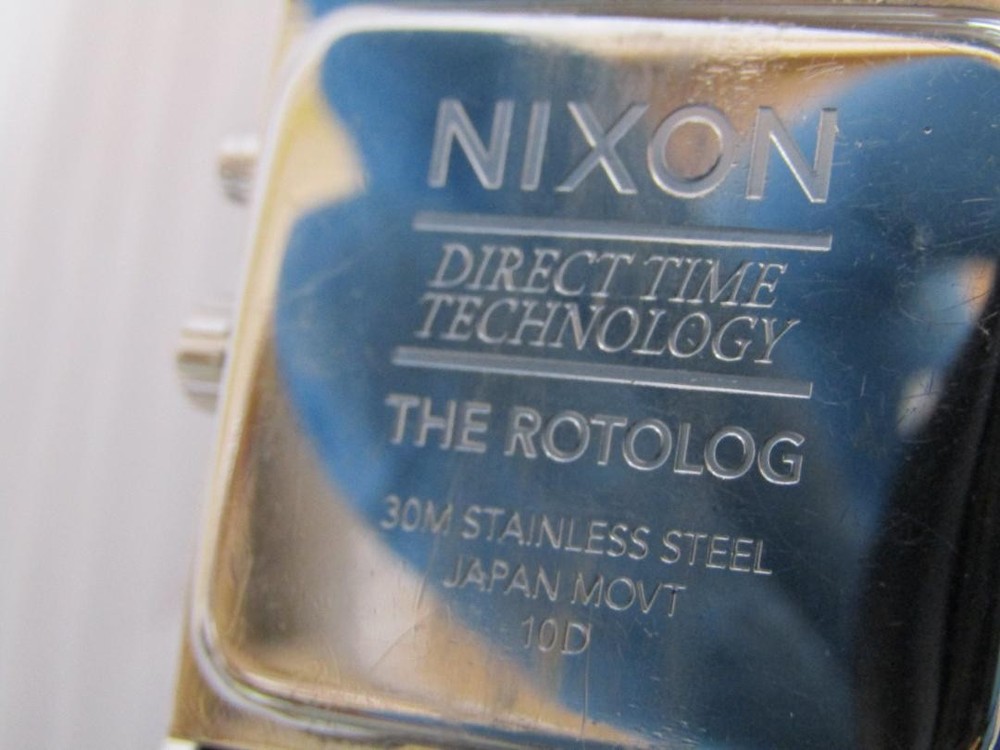 NIXON
DIRECT TIME
TECHNOLOGY
THE ROTOLOG
30M STAINLESS STEEL
JAPAN MOVT
10D